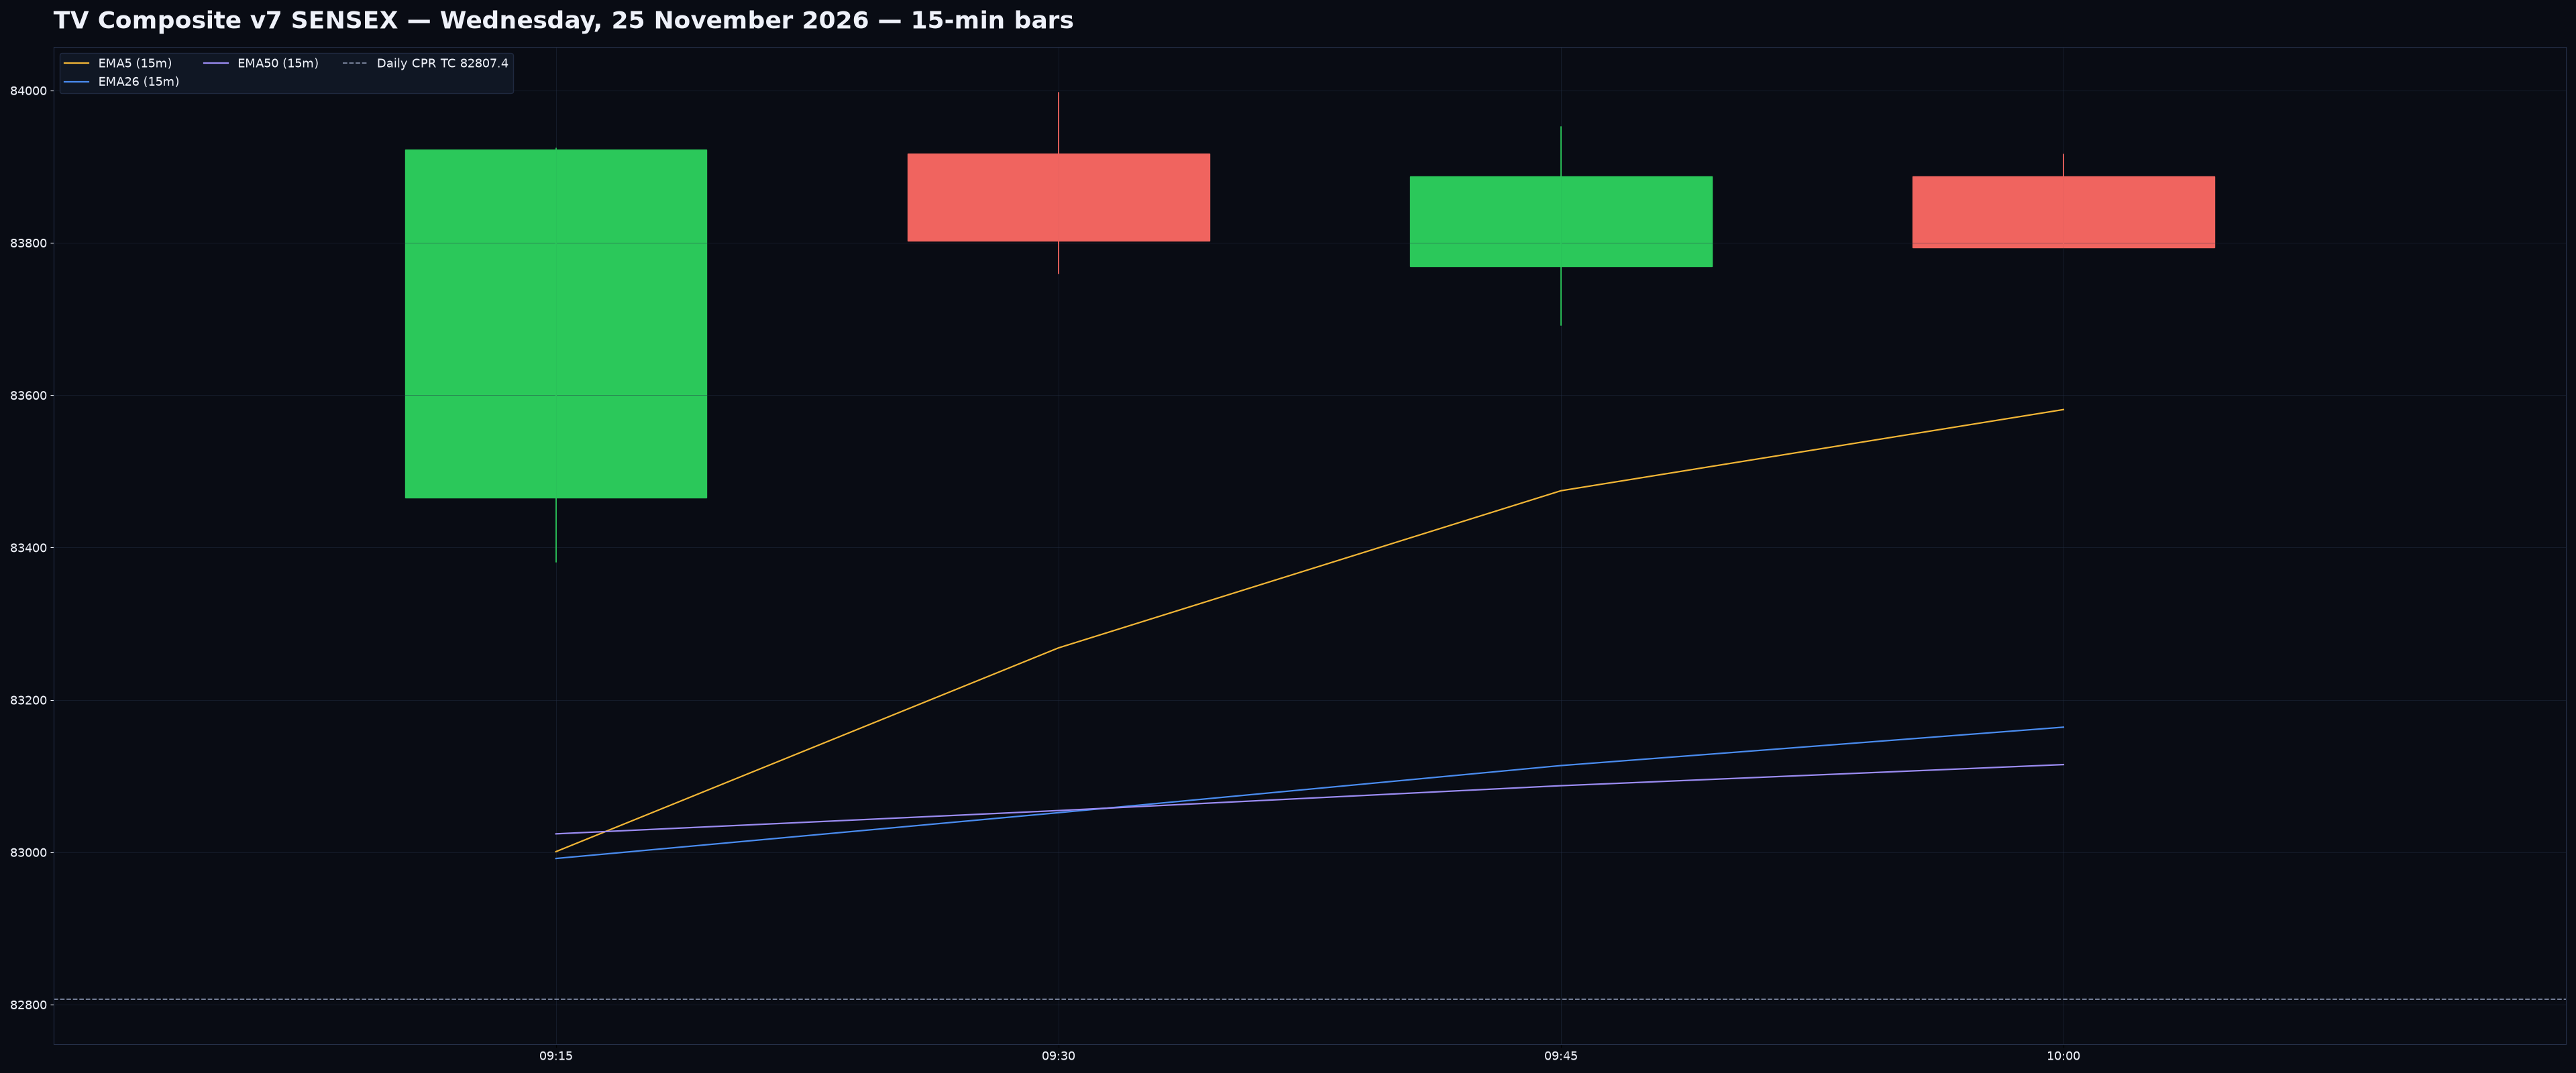 TV Composite v7 SENSEX — Wednesday, 25 November 2026 — 15-min bars
EMA5 (15m) EMA50 (15m) Daily CPR TC 82807.4
EMA26 (15m)
84000
83800
83600
83400
83200
83000
82800
09:15 09:30 09:45 10:00